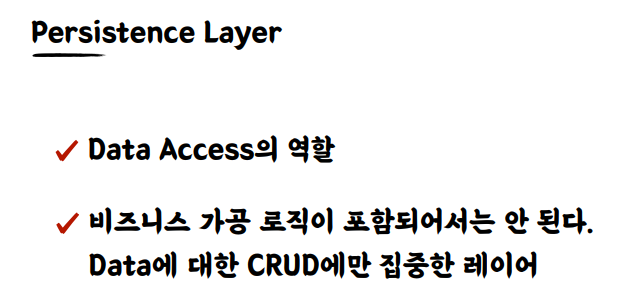 Persistence Layer
Data Access의 역할
비즈니스 가공 로직이 포함되어서는 안 된다.
Data에 대한 CRUD에만 집중한 레이어